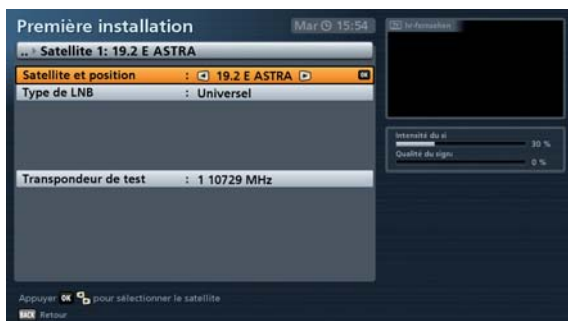 Première installation
Mar 15:54
.. › Satellite 1: 19.2 E ASTRA
Satellite et position : 19.2 E ASTRA OK
Type de LNB : Universel
Transpondeur de test : 1 10729 MHz
Intensité du si 30 %
Qualité du sign 0 %
Appuyer OK pour sélectionner le satellite
BACK Retour